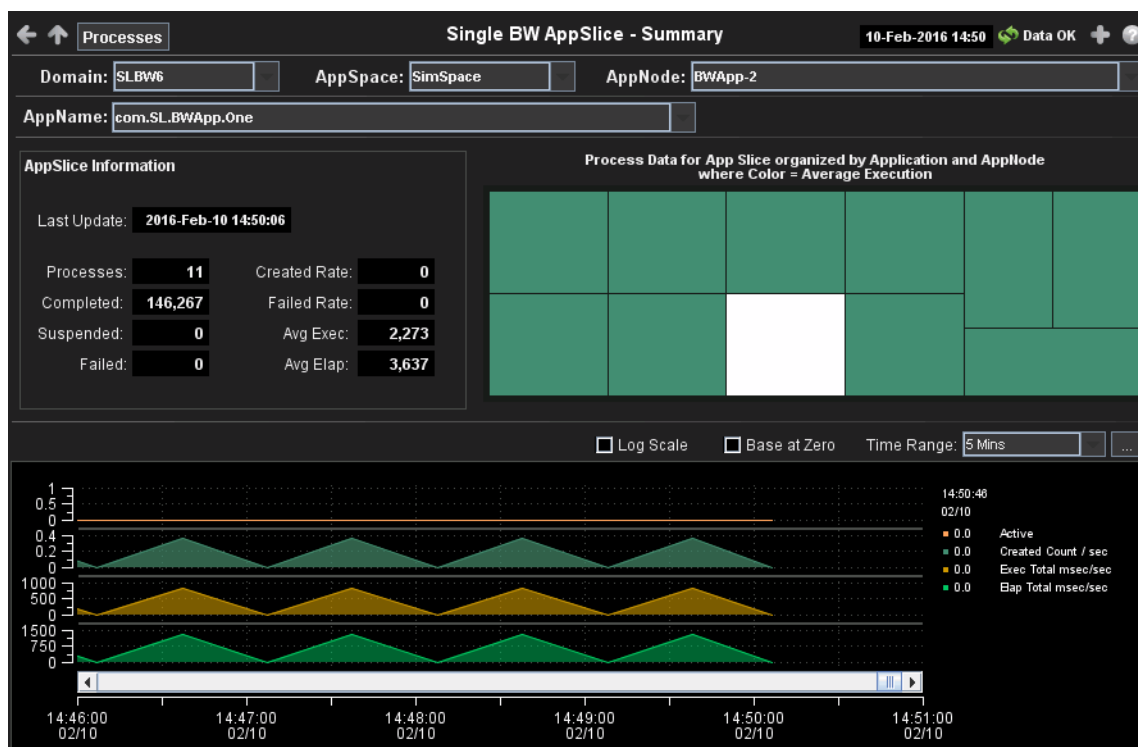 Processes Single BW AppSlice - Summary 10-Feb-2016 14:50 Data OK
Domain: SLBW6 AppSpace: SimSpace AppNode: BWApp-2
AppName: com.SL.BWApp.One
AppSlice Information
Last Update: 2016-Feb-10 14:50:06
Processes: 11 Created Rate: 0
Completed: 146,267 Failed Rate: 0
Suspended: 0 Avg Exec: 2,273
Failed: 0 Avg Elap: 3,637
Process Data for App Slice organized by Application and AppNode
where Color = Average Execution
Log Scale Base at Zero Time Range: 5 Mins ...
1
0.5
0
0.4
0.2
0
1000
500
0
1500
750
0
14:50:46
02/10
0.0 Active
0.0 Created Count / sec
0.0 Exec Total msec/sec
0.0 Elap Total msec/sec
14:46:00 14:47:00 14:48:00 14:49:00 14:50:00 14:51:00
02/10 02/10 02/10 02/10 02/10 02/10